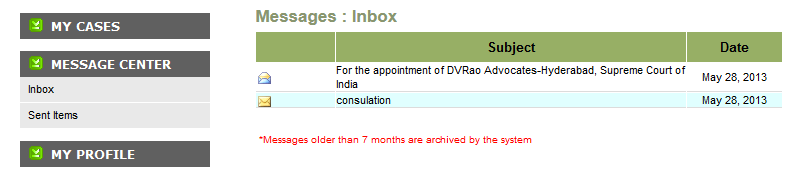 MY CASES
MESSAGE CENTER
Inbox
Sent Items
MY PROFILE
Messages : Inbox
Subject Date
For the appointment of DVRao Advocates-Hyderabad, Supreme Court of May 28, 2013
India
consulation May 28, 2013
*Messages older than 7 months are archived by the system